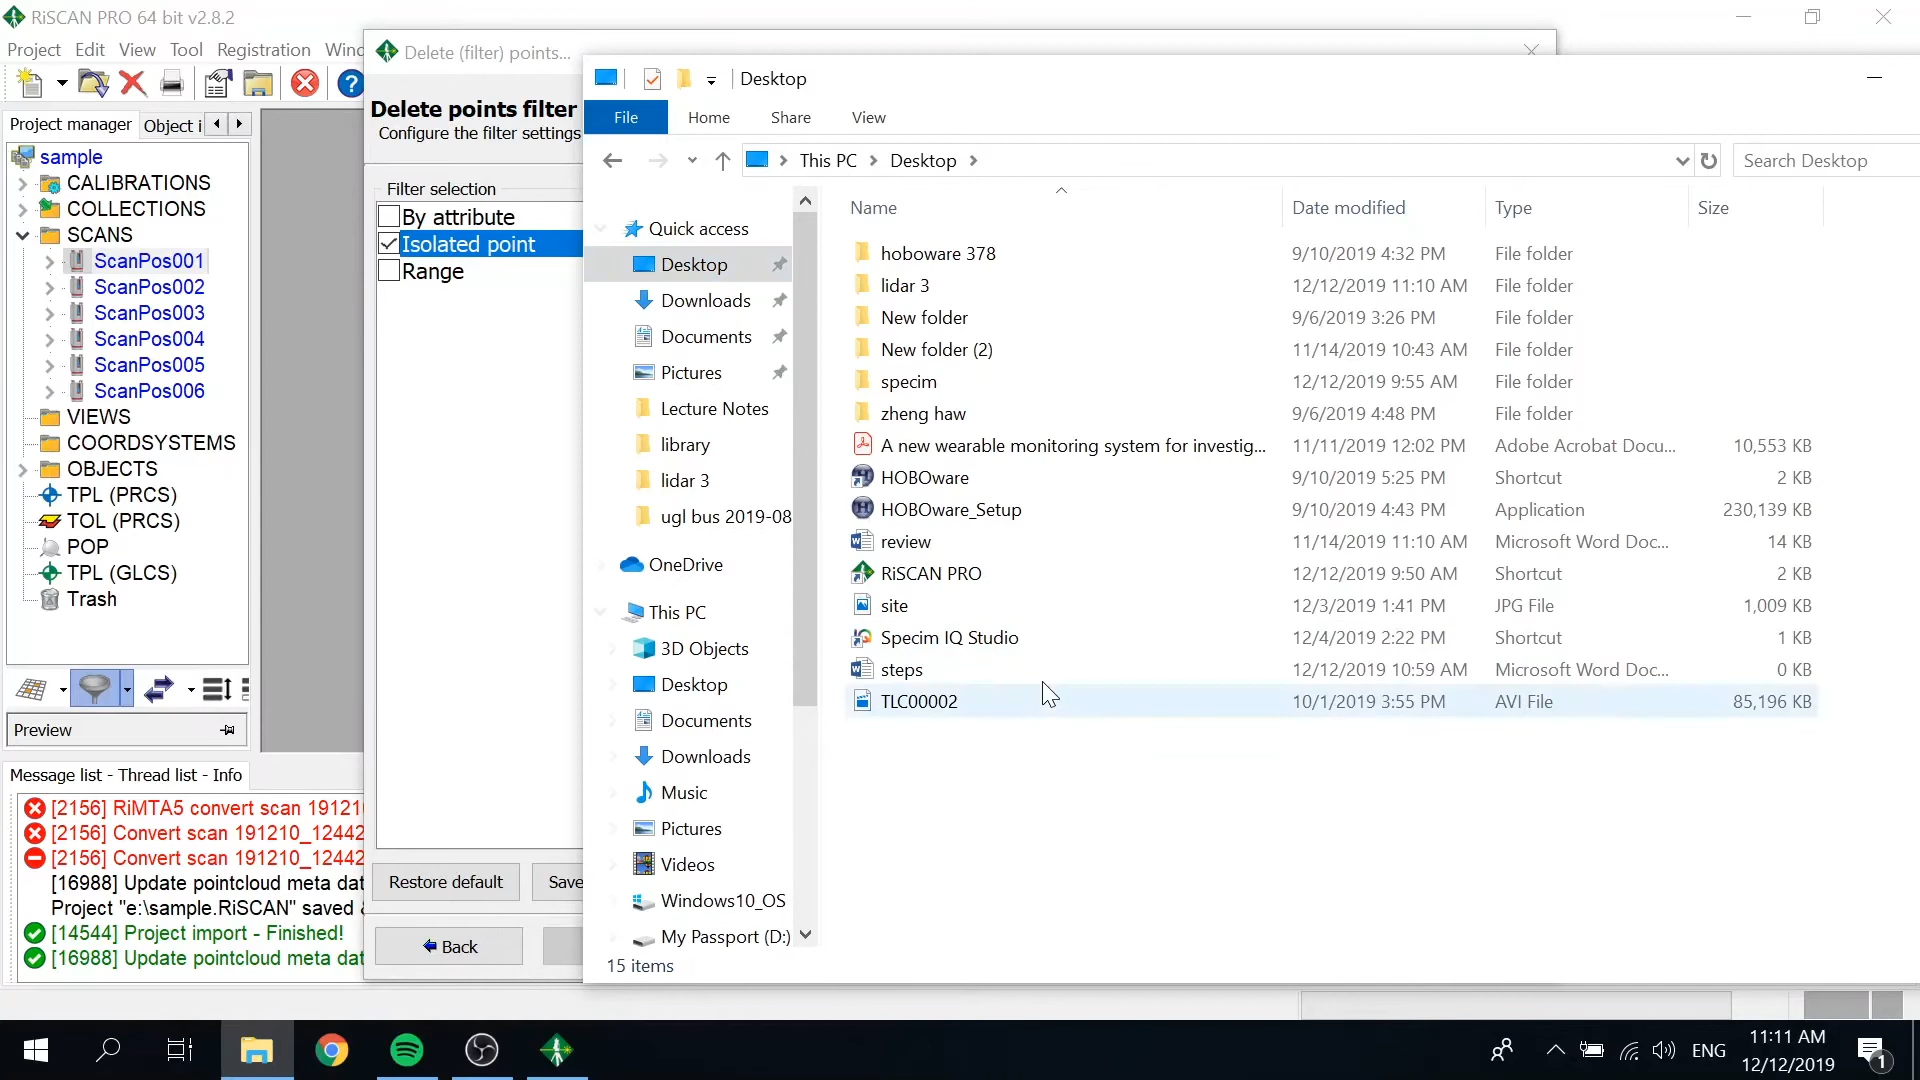 RiSCAN PRO 64 bit v2.8.2
Project Edit View Tool Registration Wind
Project manager Object i
sample
CALIBRATIONS
COLLECTIONS
SCANS
ScanPos001
ScanPos002
ScanPos003
ScanPos004
ScanPos005
ScanPos006
VIEWS
COORDSYSTEMS
OBJECTS
TPL (PRCS)
TOL (PRCS)
POP
TPL (GLCS)
Trash
Preview
Message list - Thread list - Info
[2156] RiMTA5 convert scan 19121
[2156] Convert scan 191210_12442
[2156] Convert scan 191210_12442
[16988] Update pointcloud meta dat
Project "e:\sample.RiSCAN" saved
[14544] Project import - Finished!
[16988] Update pointcloud meta dat
Delete (filter) points...
Delete points filter
Configure the filter settings
Filter selection
By attribute
Isolated point
Range
Restore default Save
Back
Desktop
File Home Share View
This PC Desktop
Search Desktop
Quick access
Desktop
Downloads
Documents
Pictures
Lecture Notes
library
lidar 3
ugl bus 2019-08
OneDrive
This PC
3D Objects
Desktop
Documents
Downloads
Music
Pictures
Videos
Windows10_OS
My Passport (D:)
Name Date modified Type Size
hoboware 378 9/10/2019 4:32 PM File folder
lidar 3 12/12/2019 11:10 AM File folder
New folder 9/6/2019 3:26 PM File folder
New folder (2) 11/14/2019 10:43 AM File folder
specim 12/12/2019 9:55 AM File folder
zheng haw 9/6/2019 4:48 PM File folder
A new wearable monitoring system for investig... 11/11/2019 12:02 PM Adobe Acrobat Docu... 10,553 KB
HOBOware 9/10/2019 5:25 PM Shortcut 2 KB
HOBOware_Setup 9/10/2019 4:43 PM Application 230,139 KB
review 11/14/2019 11:10 AM Microsoft Word Doc... 14 KB
RiSCAN PRO 12/12/2019 9:50 AM Shortcut 2 KB
site 12/3/2019 1:41 PM JPG File 1,009 KB
Specim IQ Studio 12/4/2019 2:22 PM Shortcut 1 KB
steps 12/12/2019 10:59 AM Microsoft Word Doc... 0 KB
TLC00002 10/1/2019 3:55 PM AVI File 85,196 KB
15 items
ENG
11:11 AM
12/12/2019
1